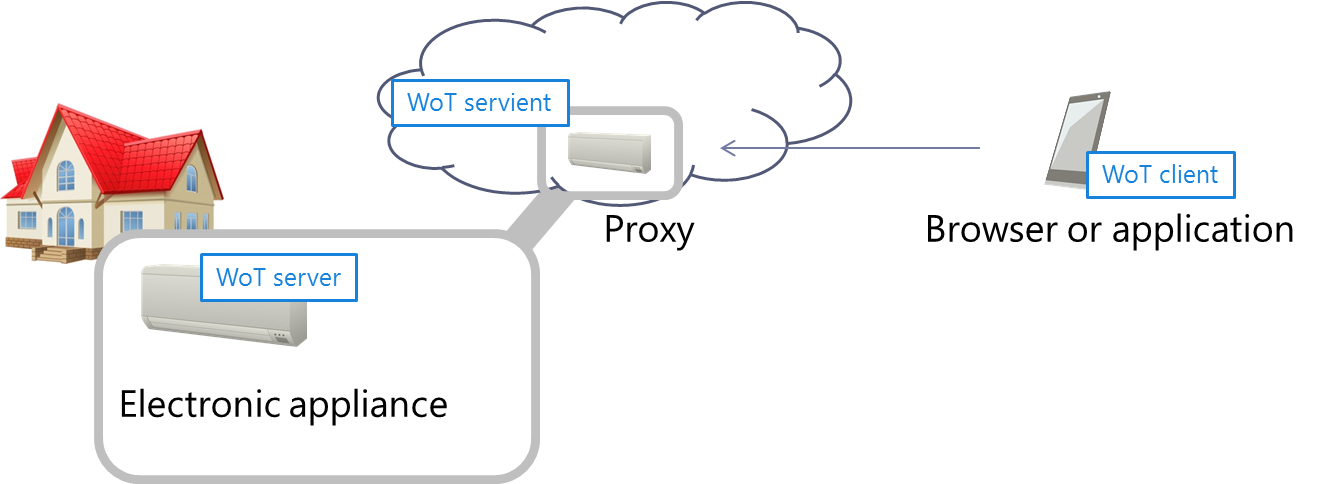 WoT servient
WoT client
Proxy
Browser or application
WoT server
Electronic appliance